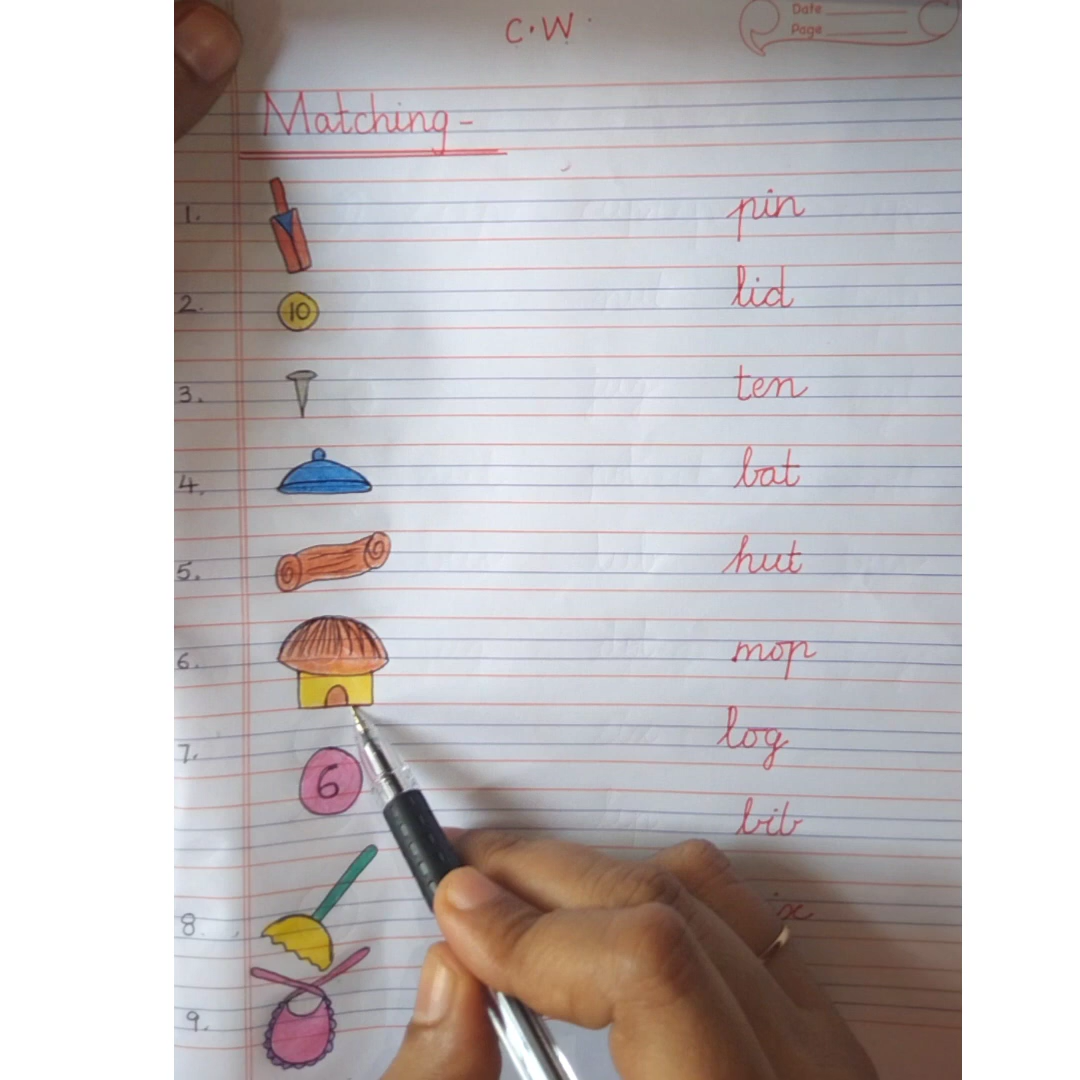 C.W.
Date
Page
Matching-
1. pin
2. 10 lid
3. ten
4. bat
5. hut
6. mop
7. log
6 bib
8.
9.